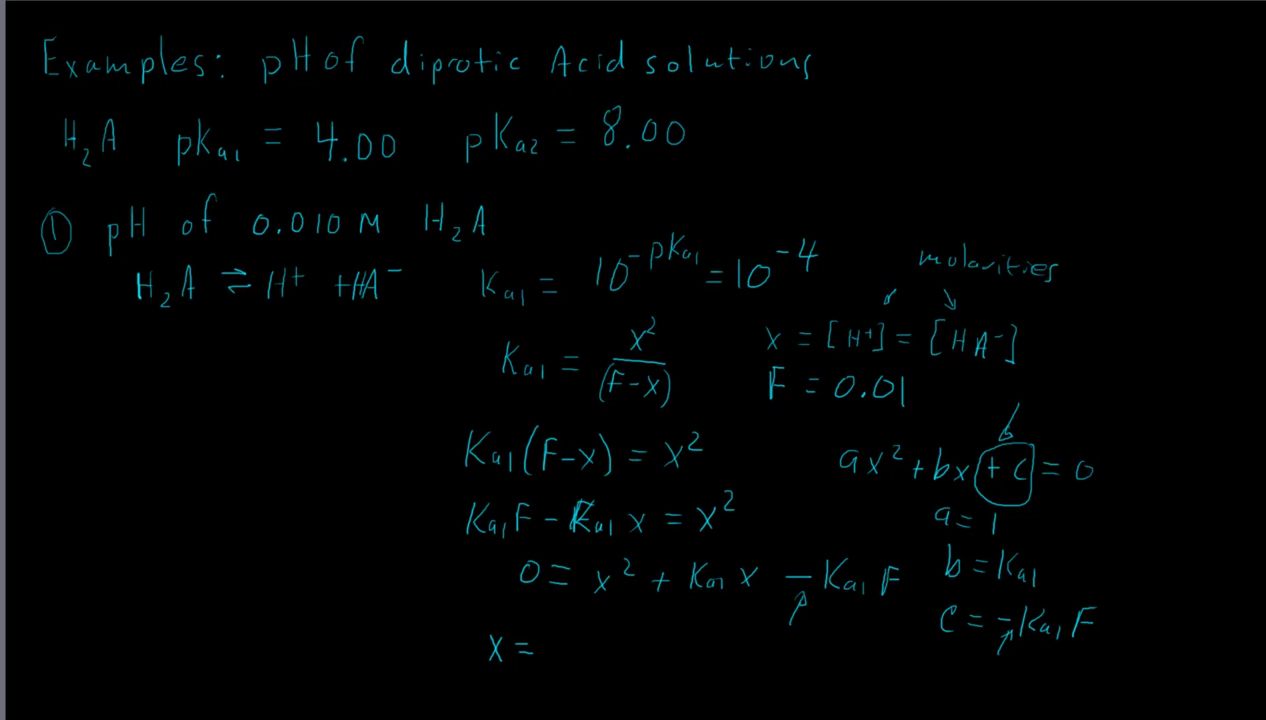 Examples: pH of diprotic Acid solutions
H₂A pKa₁ = 4.00 pKa₂ = 8.00
① pH of 0.010 M H₂A
H₂A ⇌ H⁺ + HA⁻
Ka₁ = 10^(-pKa₁) = 10⁻⁴
molarities
Ka₁ = x²/(F-x)
x = [H⁺] = [HA⁻]
F = 0.01
Ka₁(F-x) = x²
ax² + bx + c = 0
Ka₁F - Ka₁x = x²
a = 1
0 = x² + Ka₁x - Ka₁F
b = Ka₁
c = -Ka₁F
x =